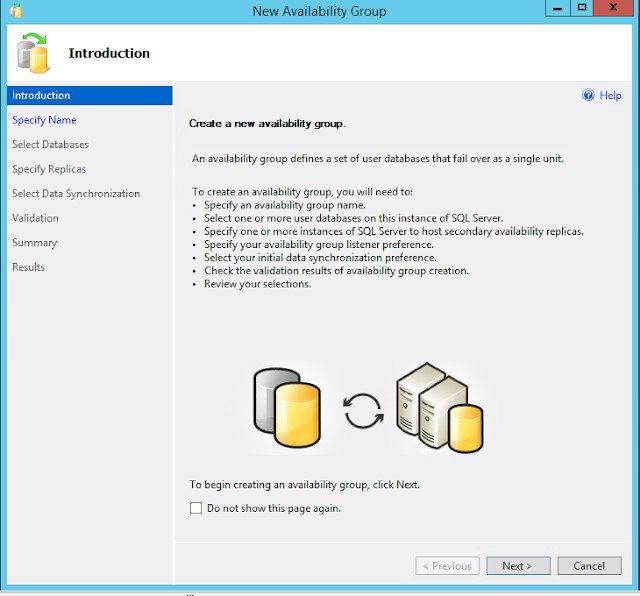 New Availability Group
Introduction
Introduction
Specify Name
Select Databases
Specify Replicas
Select Data Synchronization
Validation
Summary
Results
Help
Create a new availability group.
An availability group defines a set of user databases that fail over as a single unit.
To create an availability group, you will need to:
• Specify an availability group name.
• Select one or more user databases on this instance of SQL Server.
• Specify one or more instances of SQL Server to host secondary availability replicas.
• Specify your availability group listener preference.
• Select your initial data synchronization preference.
• Check the validation results of availability group creation.
• Review your selections.
To begin creating an availability group, click Next.
Do not show this page again.
< Previous
Next >
Cancel